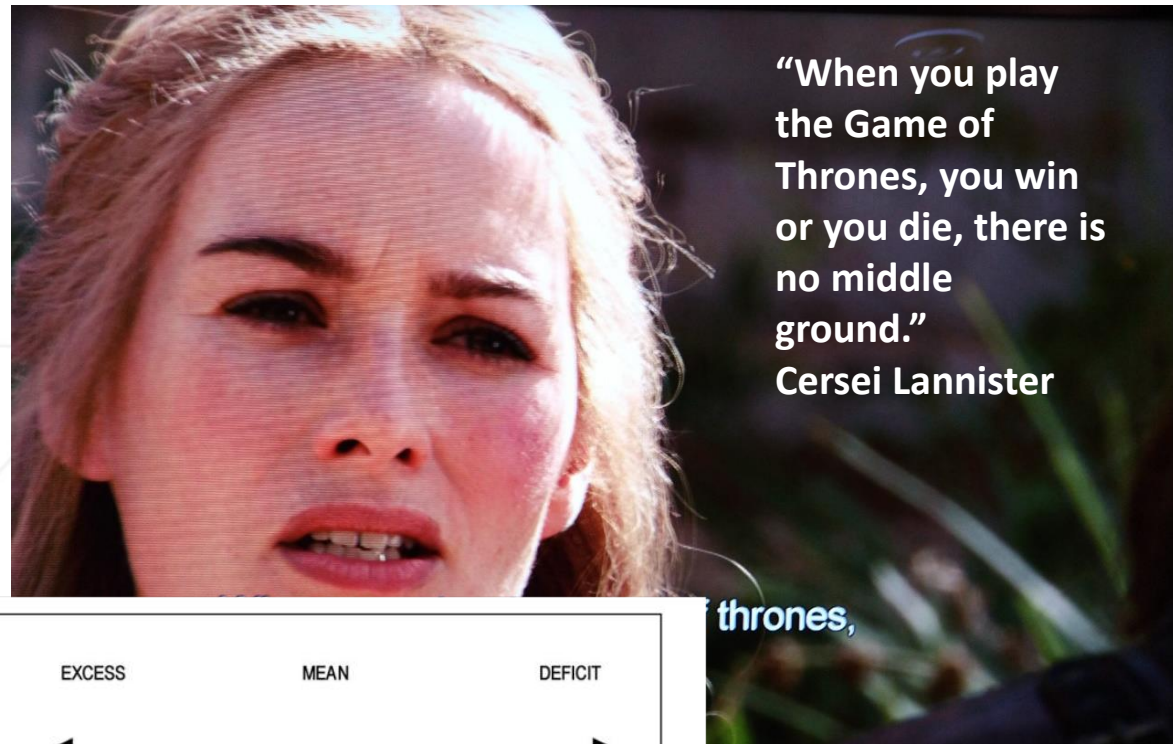 “When you play
the Game of
Thrones, you win
or you die, there is
no middle
ground.”
Cersei Lannister
thrones,
EXCESS MEAN DEFICIT